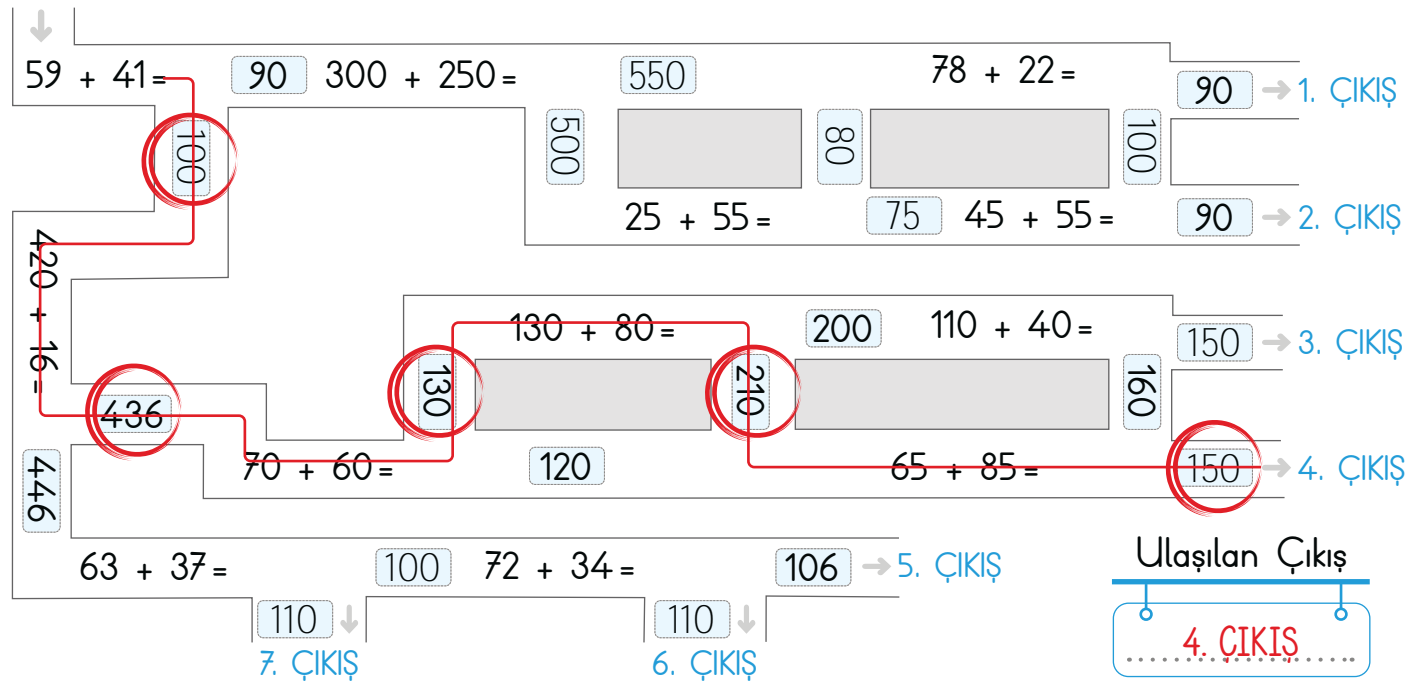 59 + 41 =
90
300 + 250 =
550
78 + 22 =
90
1. ÇIKIŞ
100
500
80
100
25 + 55 =
75
45 + 55 =
90
2. ÇIKIŞ
420 + 16 =
130 + 80 =
200
110 + 40 =
150
3. ÇIKIŞ
436
130
210
160
446
70 + 60 =
120
65 + 85 =
150
4. ÇIKIŞ
63 + 37 =
100
72 + 34 =
106
5. ÇIKIŞ
110
7. ÇIKIŞ
110
6. ÇIKIŞ
Ulaşılan Çıkış
4. ÇIKIŞ